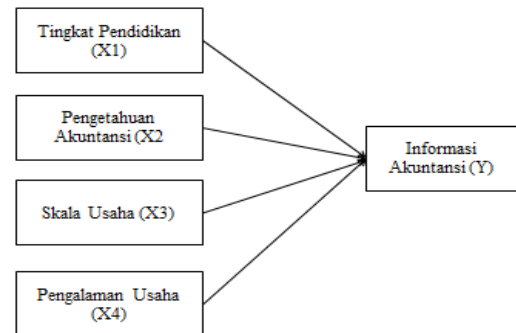 Tingkat Pendidikan
(X1)
Pengetahuan
Akuntansi (X2
Informasi
Akuntansi (Y)
Skala Usaha (X3)
Pengalaman Usaha
(X4)